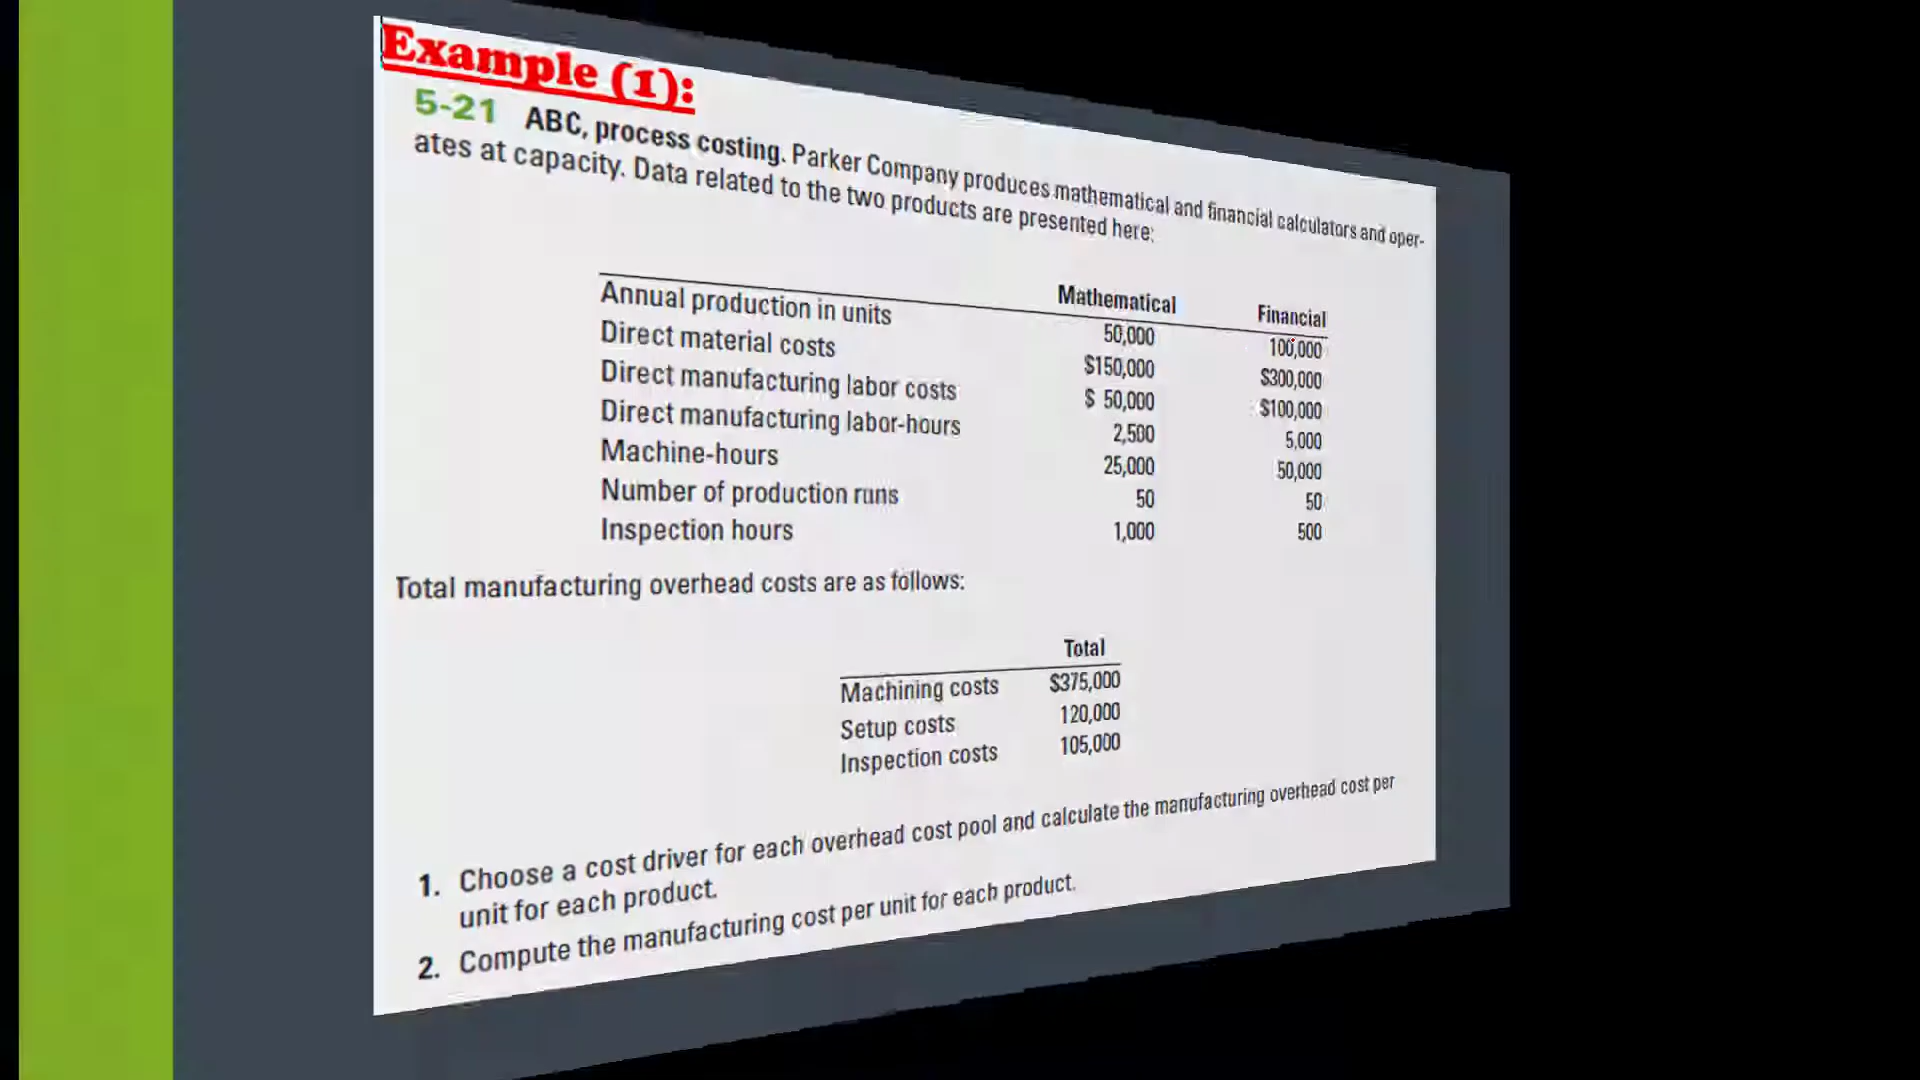 Example (1):
5-21 ABC, process costing. Parker Company produces mathematical and financial calculators and oper-
ates at capacity. Data related to the two products are presented here:
Mathematical Financial
Annual production in units 50,000 100,000
Direct material costs $150,000 $300,000
Direct manufacturing labor costs $ 50,000 $100,000
Direct manufacturing labor-hours 2,500 5,000
Machine-hours 25,000 50,000
Number of production runs 50 50
Inspection hours 1,000 500
Total manufacturing overhead costs are as follows:
Total
Machining costs $375,000
Setup costs 120,000
Inspection costs 105,000
1. Choose a cost driver for each overhead cost pool and calculate the manufacturing overhead cost per
unit for each product.
2. Compute the manufacturing cost per unit for each product.